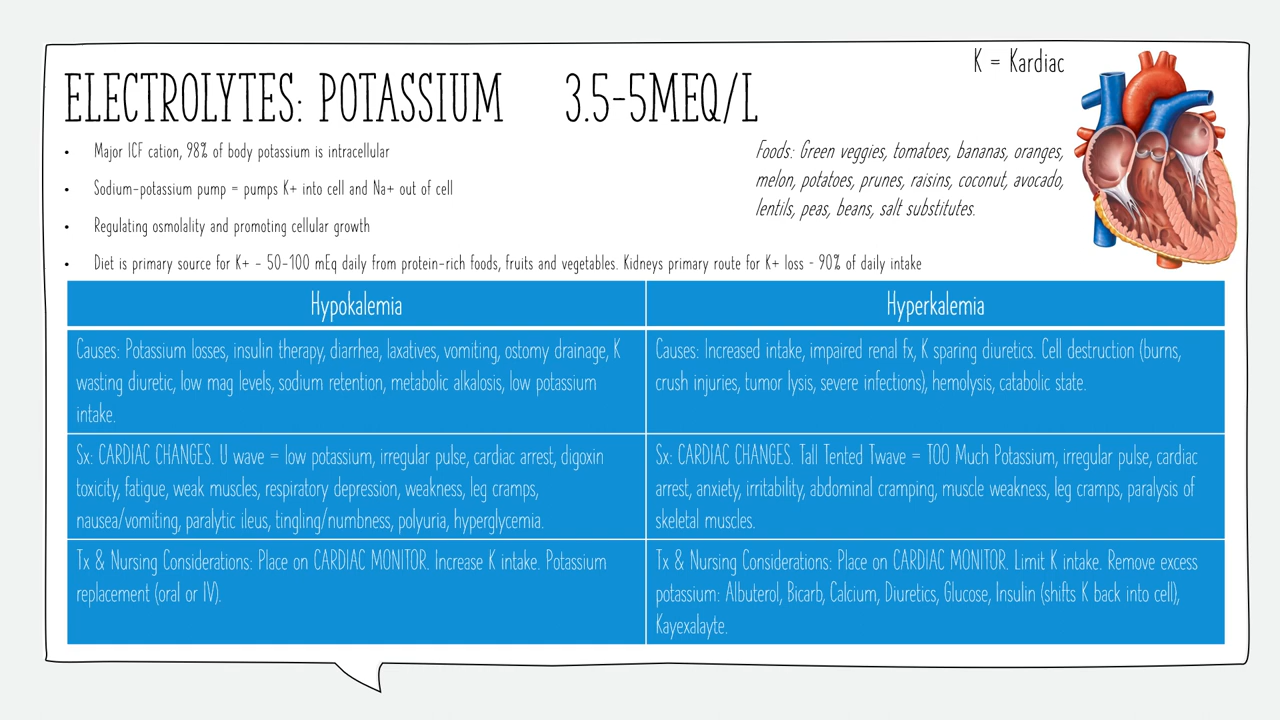 K = Kardiac
ELECTROLYTES: POTASSIUM 3.5-5MEQ/L
• Major ICF cation, 98% of body potassium is intracellular
• Sodium-potassium pump = pumps K+ into cell and Na+ out of cell
• Regulating osmolality and promoting cellular growth
• Diet is primary source for K+ - 50-100 mEq daily from protein-rich foods, fruits and vegetables. Kidneys primary route for K+ loss - 90% of daily intake
Foods: Green veggies, tomatoes, bananas, oranges,
melon, potatoes, prunes, raisins, coconut, avocado,
lentils, peas, beans, salt substitutes.
Hypokalemia
Hyperkalemia
Causes: Potassium losses, insulin therapy, diarrhea, laxatives, vomiting, ostomy drainage, K
wasting diuretic, low mag levels, sodium retention, metabolic alkalosis, low potassium
intake.
Causes: Increased intake, impaired renal fx, K sparing diuretics. Cell destruction (burns,
crush injuries, tumor lysis, severe infections), hemolysis, catabolic state.
Sx: CARDIAC CHANGES. U wave = low potassium, irregular pulse, cardiac arrest, digoxin
toxicity, fatigue, weak muscles, respiratory depression, weakness, leg cramps,
nausea/vomiting, paralytic ileus, tingling/numbness, polyuria, hyperglycemia.
Sx: CARDIAC CHANGES. Tall Tented Twave = TOO Much Potassium, irregular pulse, cardiac
arrest, anxiety, irritability, abdominal cramping, muscle weakness, leg cramps, paralysis of
skeletal muscles.
Tx & Nursing Considerations: Place on CARDIAC MONITOR. Increase K intake. Potassium
replacement (oral or IV).
Tx & Nursing Considerations: Place on CARDIAC MONITOR. Limit K intake. Remove excess
potassium: Albuterol, Bicarb, Calcium, Diuretics, Glucose, Insulin (shifts K back into cell),
Kayexalayte.